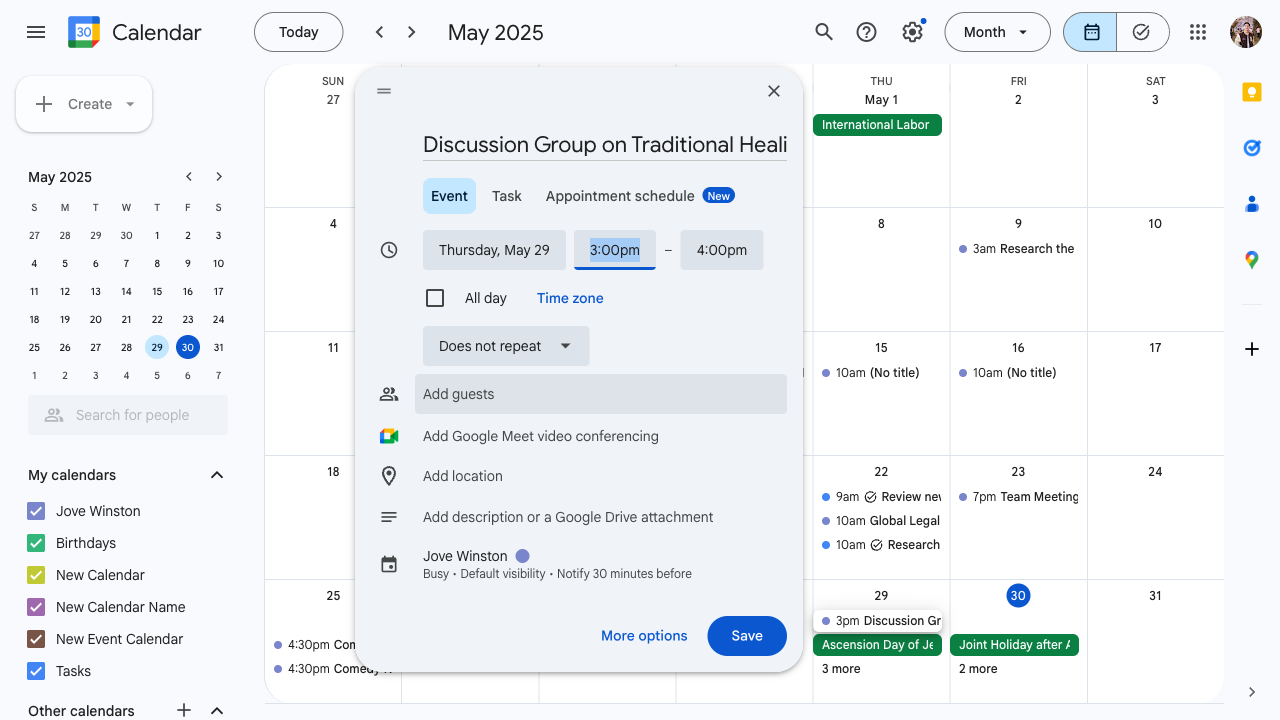 30
Calendar
Today
May 2025
Month
Create
May 2025
S M T W T F S
27 28 29 30 1 2 3
4 5 6 7 8 9 10
11 12 13 14 15 16 17
18 19 20 21 22 23 24
25 26 27 28 29 30 31
1 2 3 4 5 6 7
Search for people
My calendars
Jove Winston
Birthdays
New Calendar
New Calendar Name
New Event Calendar
Tasks
Other calendars
Discussion Group on Traditional Heali
Event
Task
Appointment schedule
New
Thursday, May 29
3:00pm
–
4:00pm
All day
Time zone
Does not repeat
Add guests
Add Google Meet video conferencing
Add location
Add description or a Google Drive attachment
Jove Winston
Busy • Default visibility • Notify 30 minutes before
More options
Save
SUN THU FRI SAT
27 May 1 2 3
International Labor
4 8 9 10
3am Research the
11 15 16 17
10am (No title)
10am (No title)
18 22 23 24
9am Review nev
7pm Team Meeting
10am Global Legal
10am Research
25 29 30 31
3pm Discussion Gr
4:30pm Com
Ascension Day of Je
Joint Holiday after A
4:30pm Comedy
3 more
2 more